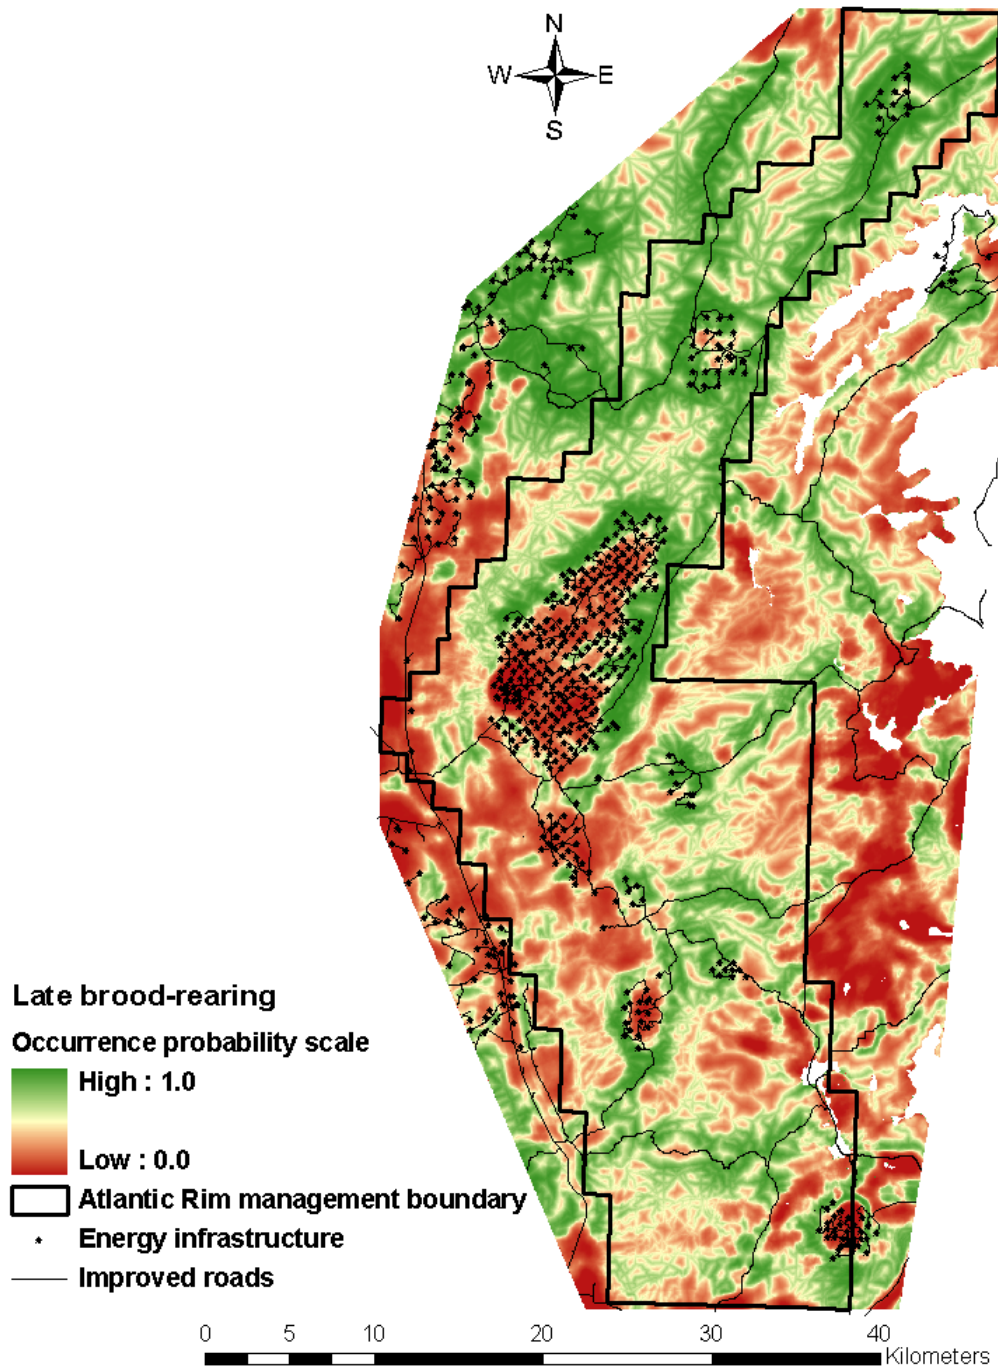 N
W E
S
Late brood-rearing
Occurrence probability scale
High : 1.0
Low : 0.0
Atlantic Rim management boundary
Energy infrastructure
Improved roads
0 5 10 20 30 40
Kilometers